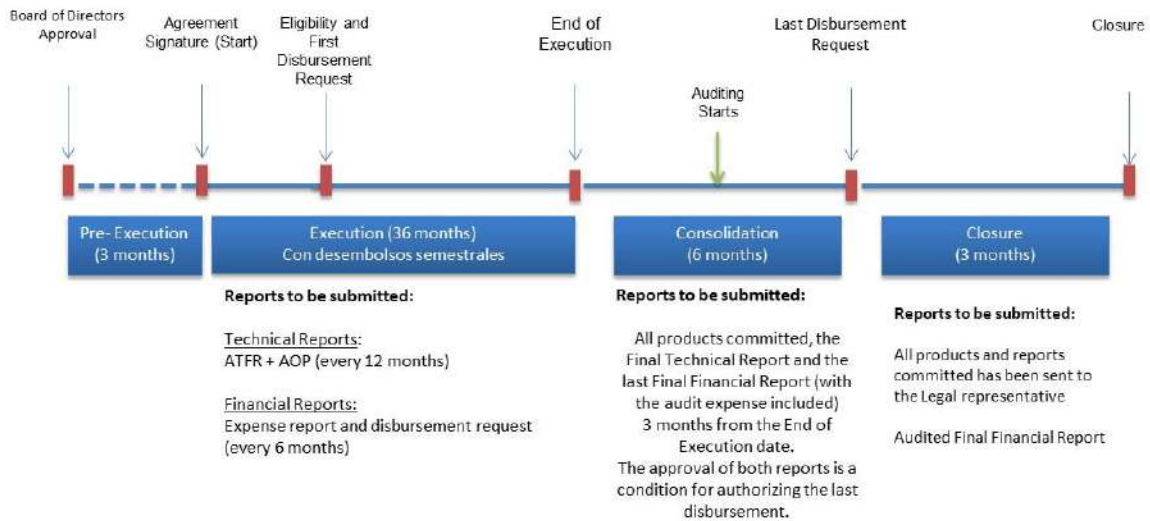 Board of Directors
Approval
Agreement
Signature (Start)
Eligibility and
First
Disbursement
Request
End of
Execution
Auditing
Starts
Last Disbursement
Request
Closure
Pre- Execution
(3 months)
Execution (36 months)
Con desembolsos semestrales
Consolidation
(6 months)
Closure
(3 months)
Reports to be submitted:
Technical Reports:
ATFR + AOP (every 12 months)
Financial Reports:
Expense report and disbursement request
(every 6 months)
Reports to be submitted:
All products committed, the
Final Technical Report and the
last Final Financial Report (with
the audit expense included)
3 months from the End of
Execution date.
The approval of both reports is a
condition for authorizing the last
disbursement.
Reports to be submitted:
All products and reports
committed has been sent to
the Legal representative
Audited Final Financial Report